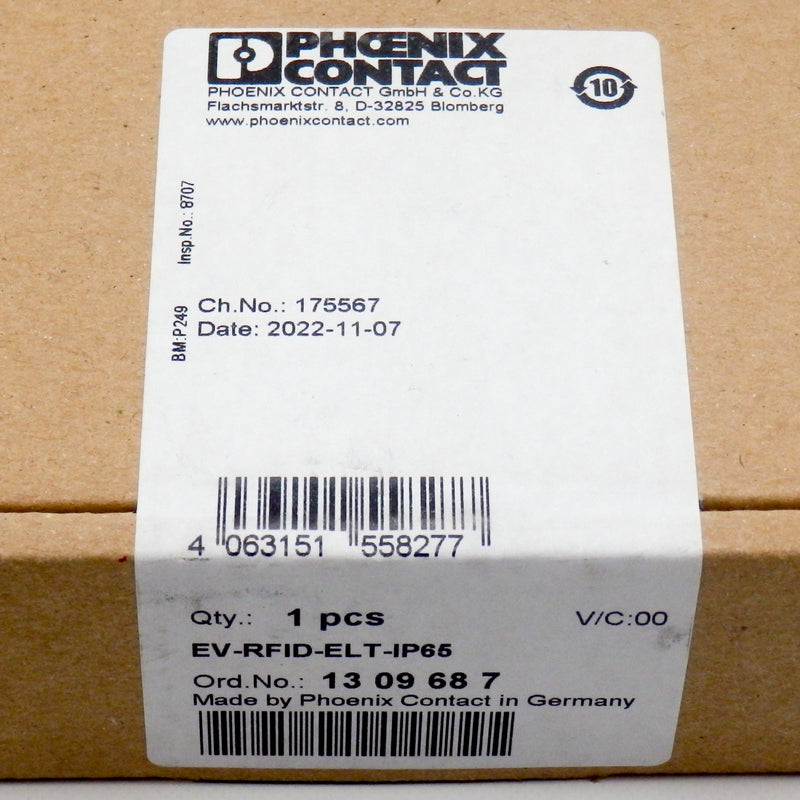 PHŒNIX
CONTACT
PHOENIX CONTACT GmbH & Co.KG
Flachsmarktstr. 8, D-32825 Blomberg
www.phoenixcontact.com
10
Insp.No.: 8707
BM:P249
Ch.No.: 175567
Date: 2022-11-07
4 063151 558277
Qty.: 1 pcs V/C:00
EV-RFID-ELT-IP65
Ord.No.: 13 09 68 7
Made by Phoenix Contact in Germany